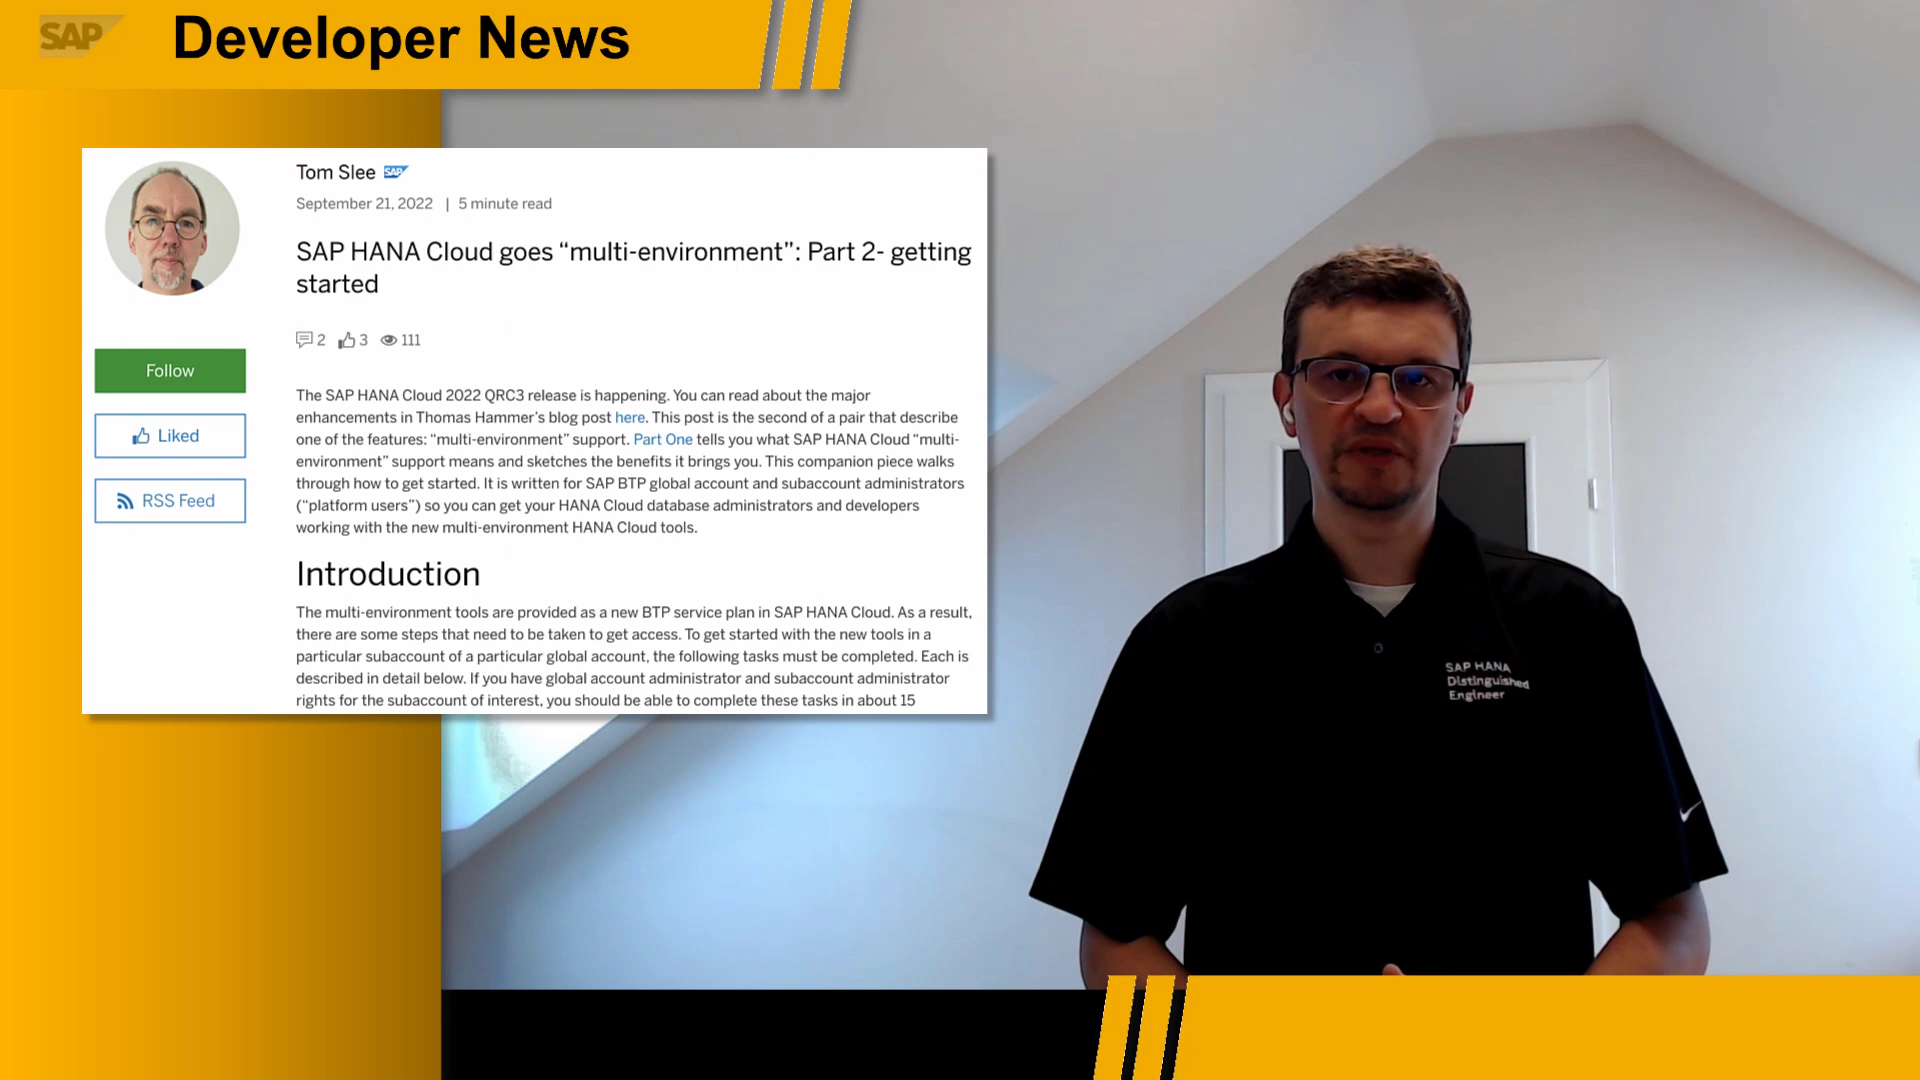 SAP
Developer News
Tom Slee SAP
September 21, 2022 | 5 minute read
SAP HANA Cloud goes “multi-environment”: Part 2- getting
started
2 3 111
Follow
Liked
RSS Feed
The SAP HANA Cloud 2022 QRC3 release is happening. You can read about the major
enhancements in Thomas Hammer’s blog post here. This post is the second of a pair that describe
one of the features: “multi-environment” support. Part One tells you what SAP HANA Cloud “multi-
environment” support means and sketches the benefits it brings you. This companion piece walks
through how to get started. It is written for SAP BTP global account and subaccount administrators
(“platform users”) so you can get your HANA Cloud database administrators and developers
working with the new multi-environment HANA Cloud tools.
Introduction
The multi-environment tools are provided as a new BTP service plan in SAP HANA Cloud. As a result,
there are some steps that need to be taken to get access. To get started with the new tools in a
particular subaccount of a particular global account, the following tasks must be completed. Each is
described in detail below. If you have global account administrator and subaccount administrator
rights for the subaccount of interest, you should be able to complete these tasks in about 15
SAP HANA
Distinguished
Engineer